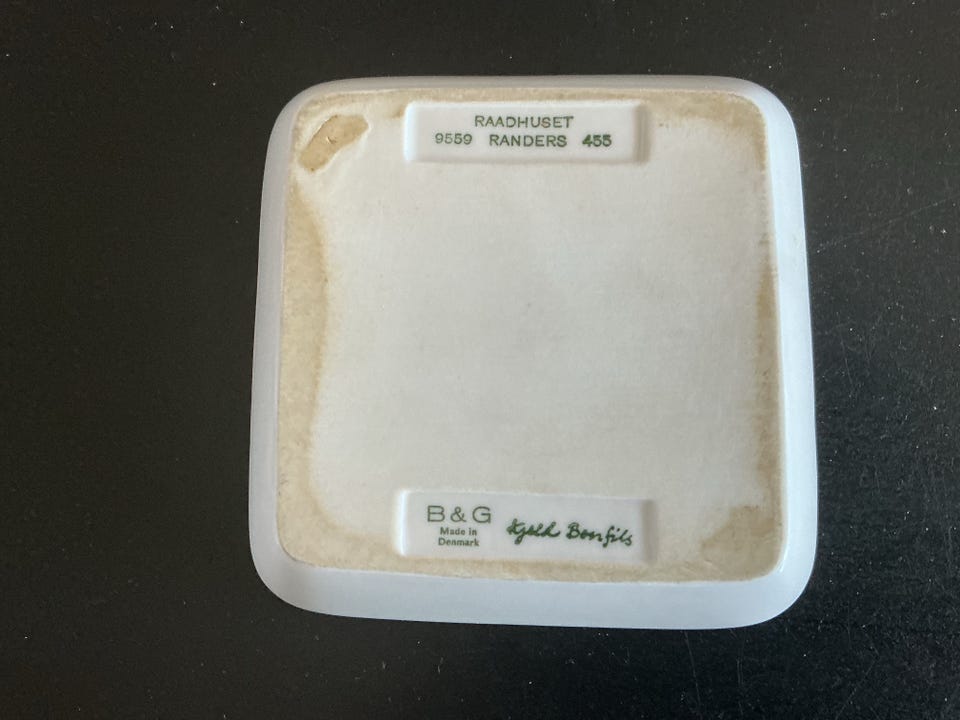 RAADHUSET
9559 RANDERS 455
B & G
Made in
Denmark
Kjeld Bonfils